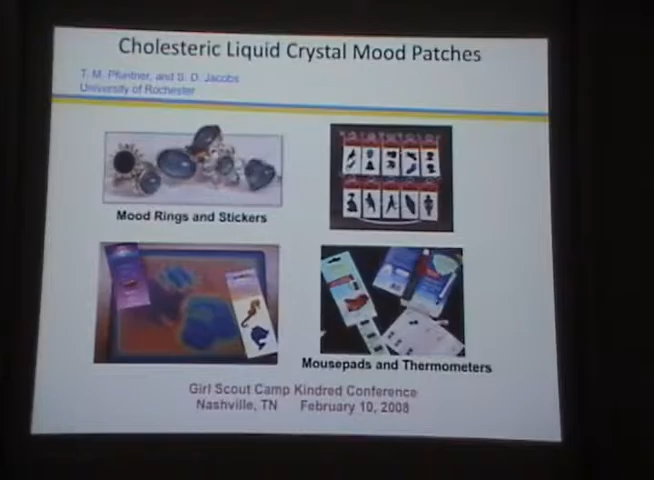 Cholesteric Liquid Crystal Mood Patches
T. M. Pfuntner, and S. D. Jacobs
University of Rochester
Mood Rings and Stickers
Mousepads and Thermometers
Girl Scout Camp Kindred Conference
Nashville, TN February 10, 2008